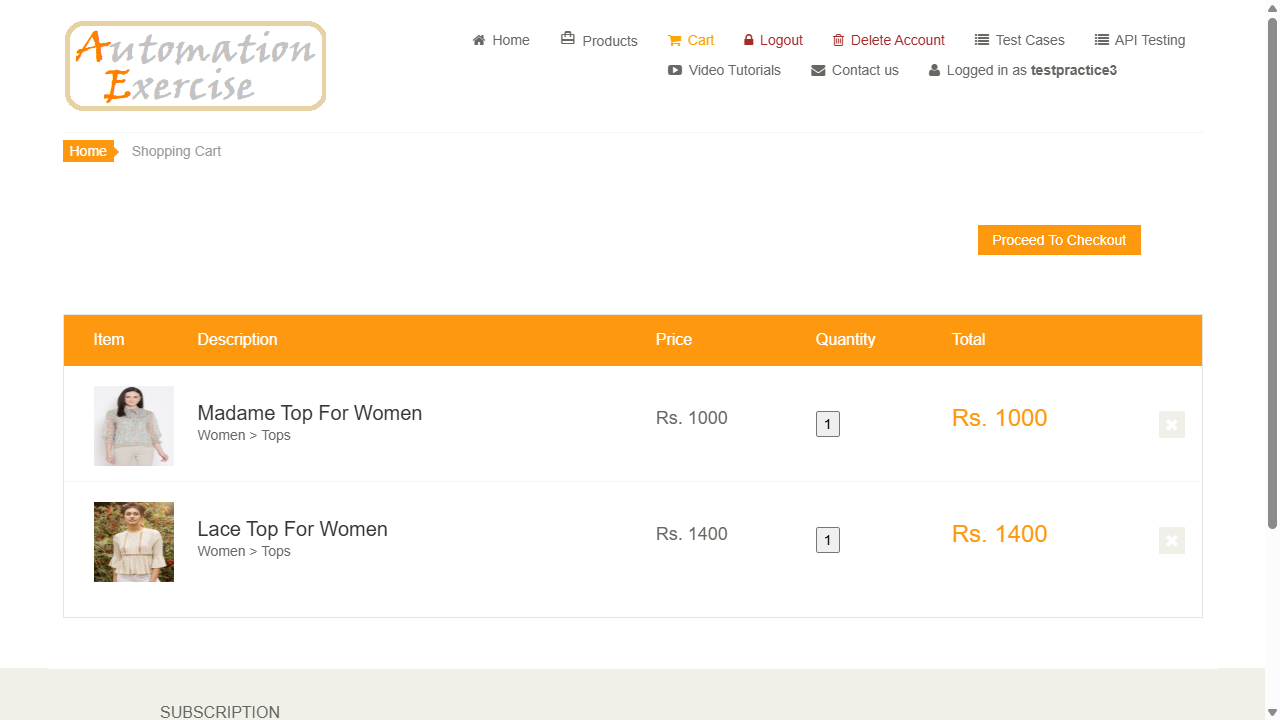 Automation
Exercise
Home
Products
Cart
Logout
Delete Account
Test Cases
API Testing
Video Tutorials
Contact us
Logged in as testpractice3
Home
Shopping Cart
Proceed To Checkout
Item Description Price Quantity Total
Madame Top For Women
Women > Tops
Rs. 1000
1
Rs. 1000
Lace Top For Women
Women > Tops
Rs. 1400
1
Rs. 1400
SUBSCRIPTION